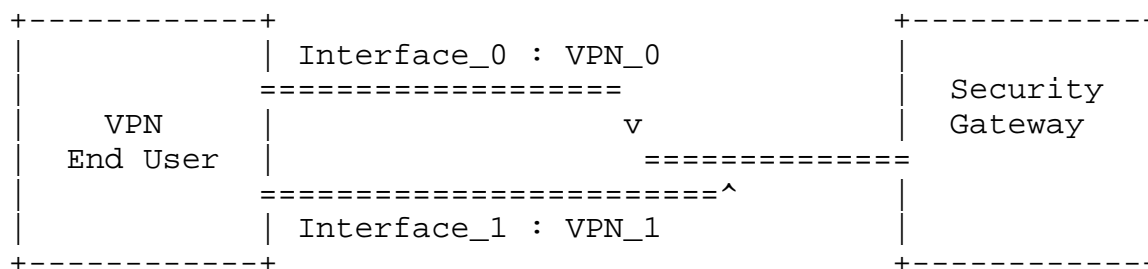 +------------+                                 +------------
|            | Interface_0 : VPN_0             |
|            ===================               |  Security
|    VPN     |                  v              |  Gateway
|  End User  |                   ==============
|            ========================^         |
|            | Interface_1 : VPN_1             |
+------------+                                 +------------